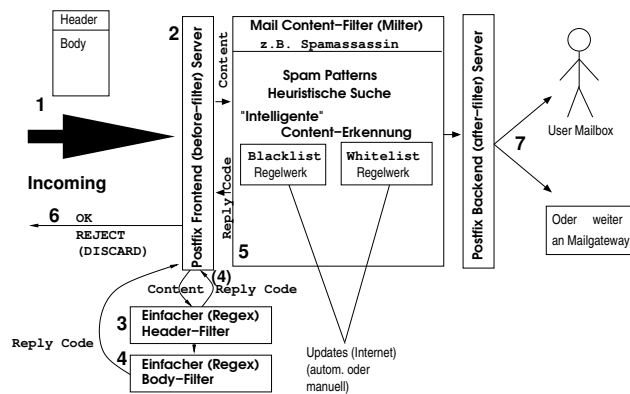 Header
Body
1
Incoming
6 OK
REJECT
(DISCARD)
2
Postfix Frontend (before-filter) Server
Content
Reply Code
Mail Content-Filter (Milter)
z.B. Spamassassin
Spam Patterns
Heuristische Suche
"Intelligente"
Content-Erkennung
Blacklist
Regelwerk
Whitelist
Regelwerk
5
(4)
Content Reply Code
3 Einfacher (Regex)
Header-Filter
Reply Code
4 Einfacher (Regex)
Body-Filter
Updates (Internet)
(autom. oder
manuell)
Postfix Backend (after-filter) Server
User Mailbox
7
Oder weiter
an Mailgateway